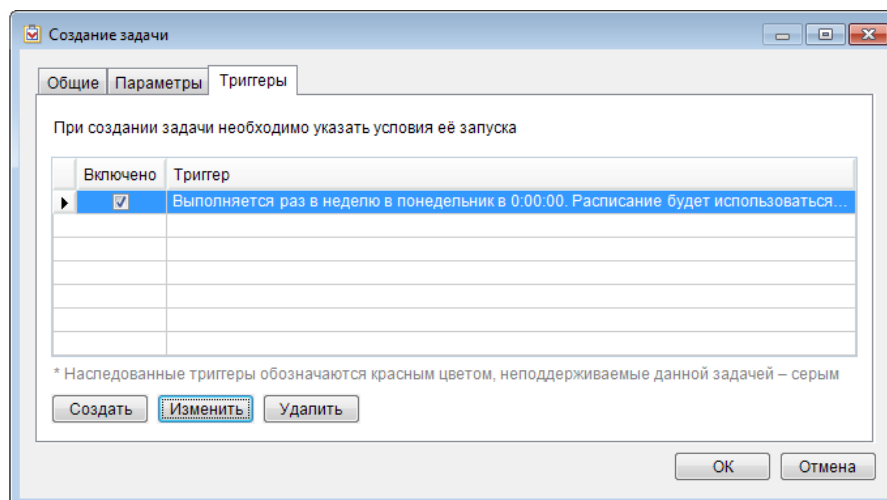 Создание задачи
Общие Параметры Триггеры
При создании задачи необходимо указать условия её запуска
Включено Триггер
Выполняется раз в неделю в понедельник в 0:00:00. Расписание будет использоваться...
* Наследованные триггеры обозначаются красным цветом, неподдерживаемые данной задачей – серым
Создать Изменить Удалить
ОК Отмена